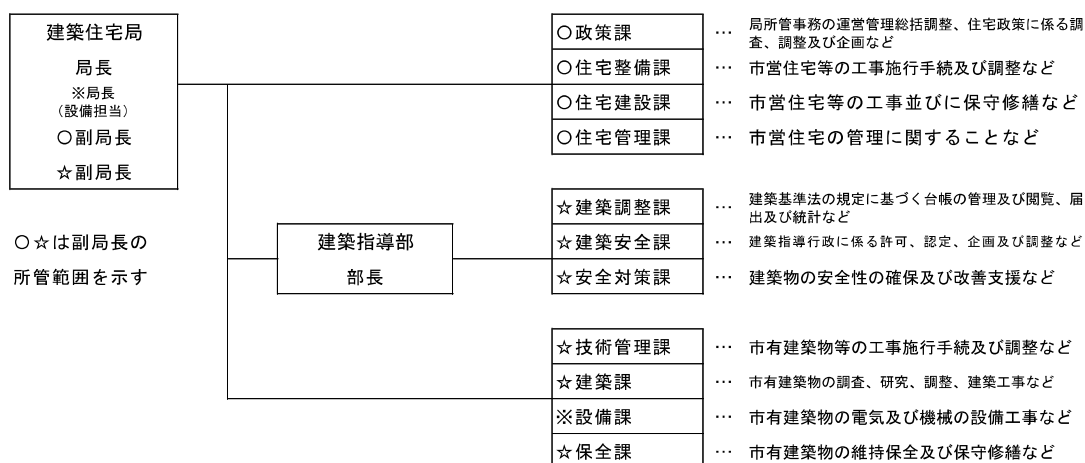 建築住宅局
局長
※局長
(設備担当)
○副局長
☆副局長
○☆は副局長の
所管範囲を示す
建築指導部
部長
○政策課 … 局所管事務の運営管理総括調整、住宅政策に係る調
査、調整及び企画など
○住宅整備課 … 市営住宅等の工事施行手続及び調整など
○住宅建設課 … 市営住宅等の工事並びに保守修繕など
○住宅管理課 … 市営住宅の管理に関することなど
☆建築調整課 … 建築基準法の規定に基づく台帳の管理及び閲覧、届
出及び統計など
☆建築安全課 … 建築指導行政に係る許可、認定、企画及び調整など
☆安全対策課 … 建築物の安全性の確保及び改善支援など
☆技術管理課 … 市有建築物等の工事施行手続及び調整など
☆建築課 … 市有建築物の調査、研究、調整、建築工事など
※設備課 … 市有建築物の電気及び機械の設備工事など
☆保全課 … 市有建築物の維持保全及び保守修繕など